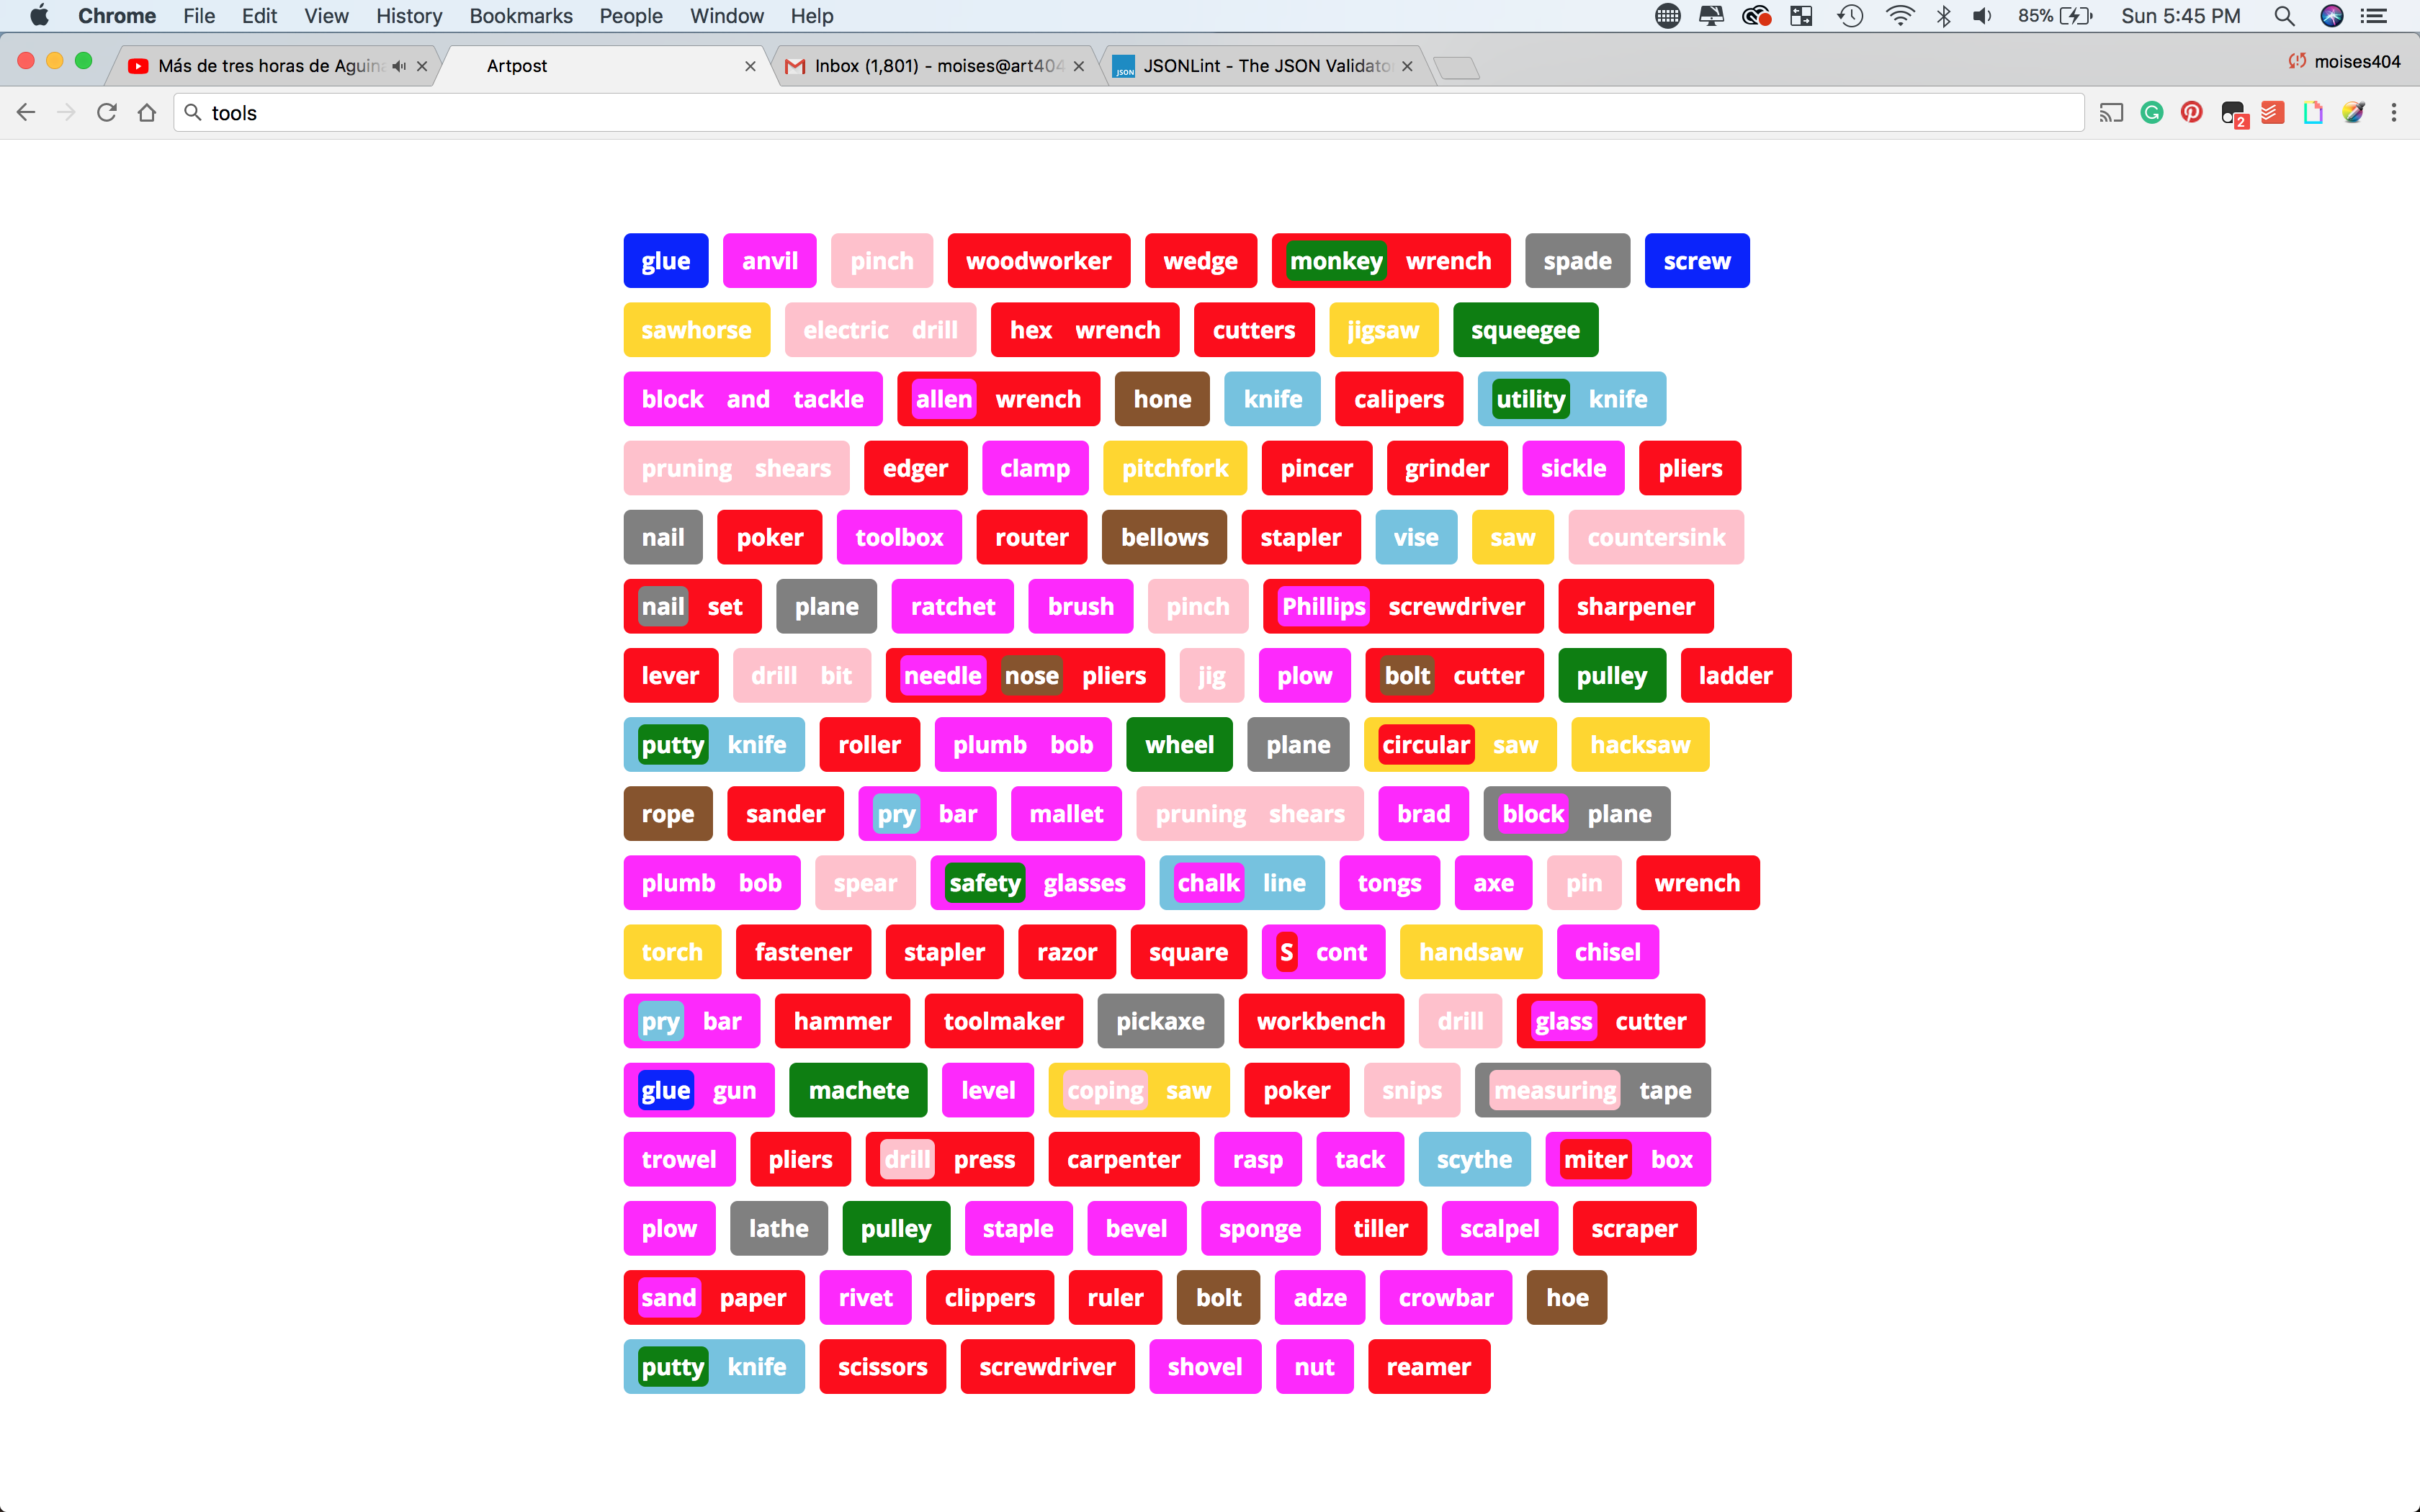 Chrome File Edit View History Bookmarks People Window Help 85% Sun 5:45 PM
Más de tres horas de Aguina Artpost Inbox (1,801) - moises@art404 JSON JSONLint - The JSON Validator moises404
tools 2
glue anvil pinch woodworker wedge monkey wrench spade screw
sawhorse electric drill hex wrench cutters jigsaw squeegee
block and tackle allen wrench hone knife calipers utility knife
pruning shears edger clamp pitchfork pincer grinder sickle pliers
nail poker toolbox router bellows stapler vise saw countersink
nail set plane ratchet brush pinch Phillips screwdriver sharpener
lever drill bit needle nose pliers jig plow bolt cutter pulley ladder
putty knife roller plumb bob wheel plane circular saw hacksaw
rope sander pry bar mallet pruning shears brad block plane
plumb bob spear safety glasses chalk line tongs axe pin wrench
torch fastener stapler razor square S cont handsaw chisel
pry bar hammer toolmaker pickaxe workbench drill glass cutter
glue gun machete level coping saw poker snips measuring tape
trowel pliers drill press carpenter rasp tack scythe miter box
plow lathe pulley staple bevel sponge tiller scalpel scraper
sand paper rivet clippers ruler bolt adze crowbar hoe
putty knife scissors screwdriver shovel nut reamer